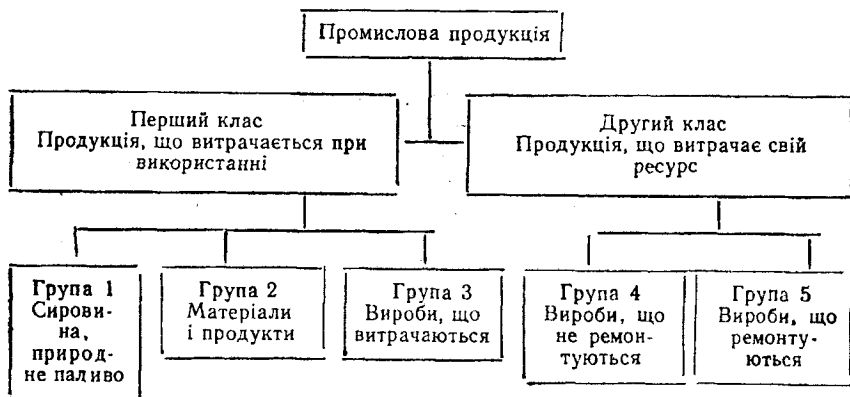 Промислова продукція
Перший клас
Продукція, що витрачається при
використанні
Другий клас
Продукція, що витрачає свій
ресурс
Група 1
Сирови-
на,
природ-
не паливо
Група 2
Матеріали
і продукти
Група 3
Вироби, що
витрачаються
Група 4
Вироби, що
не ремон-
туються
Група 5
Вироби, що
ремонту-
ються